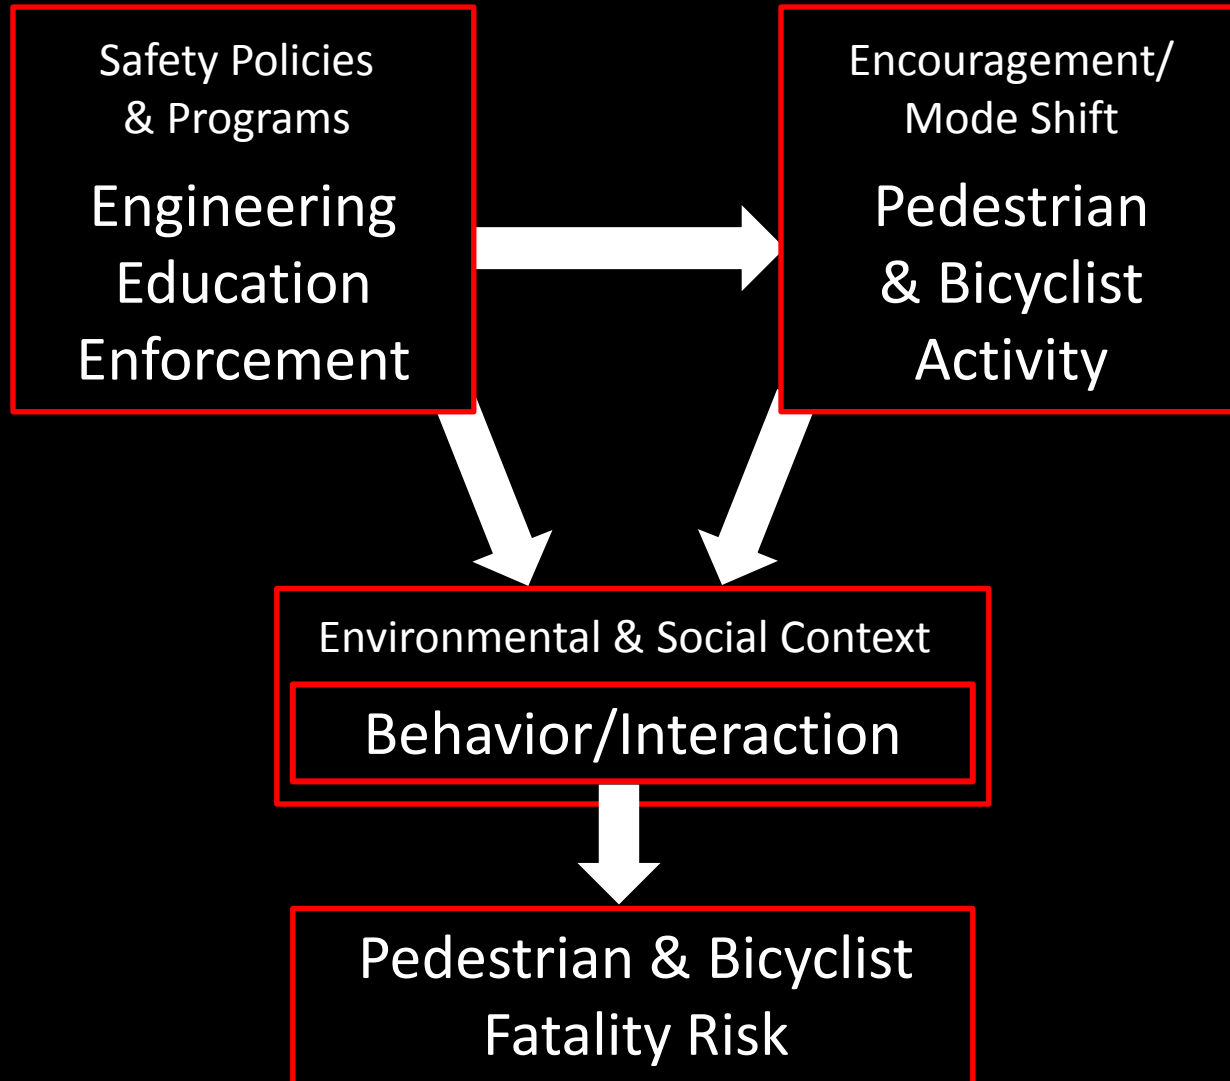 Safety Policies
& Programs
Engineering
Education
Enforcement
Encouragement/
Mode Shift
Pedestrian
& Bicyclist
Activity
Environmental & Social Context
Behavior/Interaction
Pedestrian & Bicyclist
Fatality Risk